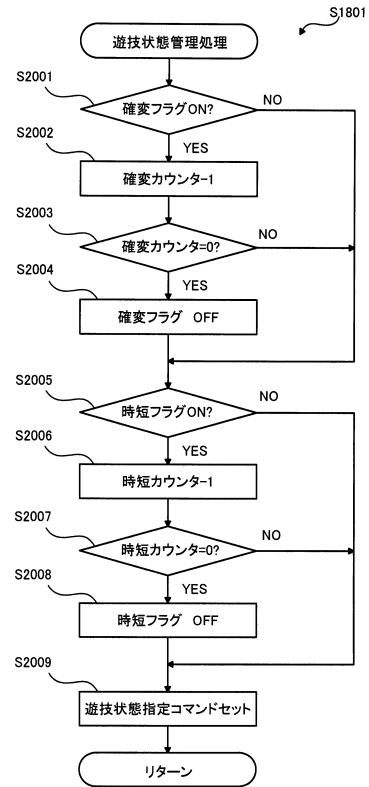 S1801
遊技状態管理処理
S2001
確変フラグON?
NO
YES
S2002
確変カウンター1
S2003
確変カウンタ=0?
NO
YES
S2004
確変フラグ OFF
S2005
時短フラグON?
NO
YES
S2006
時短カウンター1
S2007
時短カウンタ=0?
NO
YES
S2008
時短フラグ OFF
S2009
遊技状態指定コマンドセット
リターン